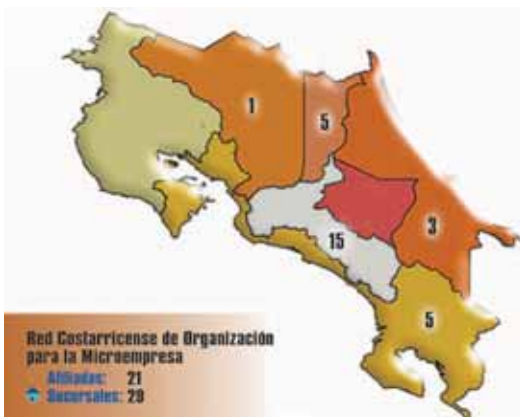 1
5
3
15
5
Red Costarricense de Organización
para la Microempresa
Afiliadas: 21
Sucursales: 29